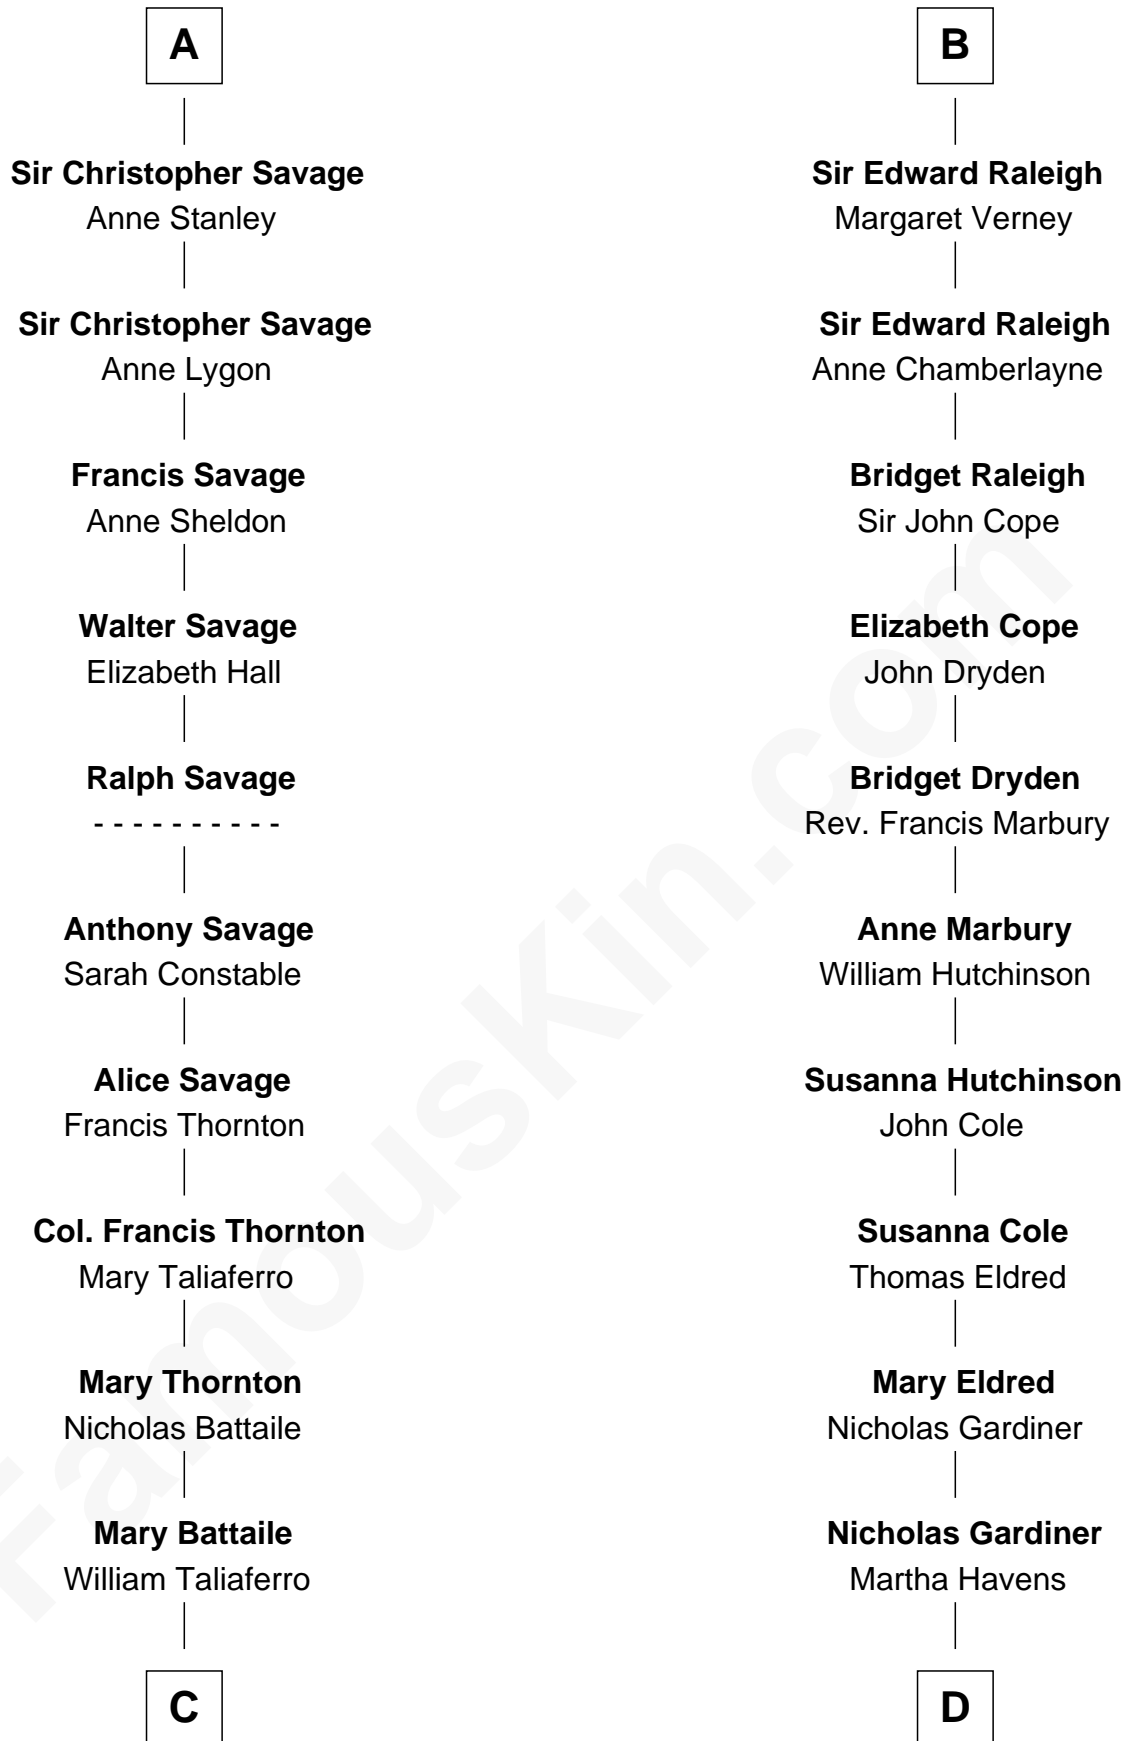 A
Sir Christopher Savage
Anne Stanley
Sir Christopher Savage
Anne Lygon
Francis Savage
Anne Sheldon
Walter Savage
Elizabeth Hall
Ralph Savage
- - - - - - - - - -
Anthony Savage
Sarah Constable
Alice Savage
Francis Thornton
Col. Francis Thornton
Mary Taliaferro
Mary Thornton
Nicholas Battaile
Mary Battaile
William Taliaferro
C
B
Sir Edward Raleigh
Margaret Verney
Sir Edward Raleigh
Anne Chamberlayne
Bridget Raleigh
Sir John Cope
Elizabeth Cope
John Dryden
Bridget Dryden
Rev. Francis Marbury
Anne Marbury
William Hutchinson
Susanna Hutchinson
John Cole
Susanna Cole
Thomas Eldred
Mary Eldred
Nicholas Gardiner
Nicholas Gardiner
Martha Havens
D
FamousKin.com